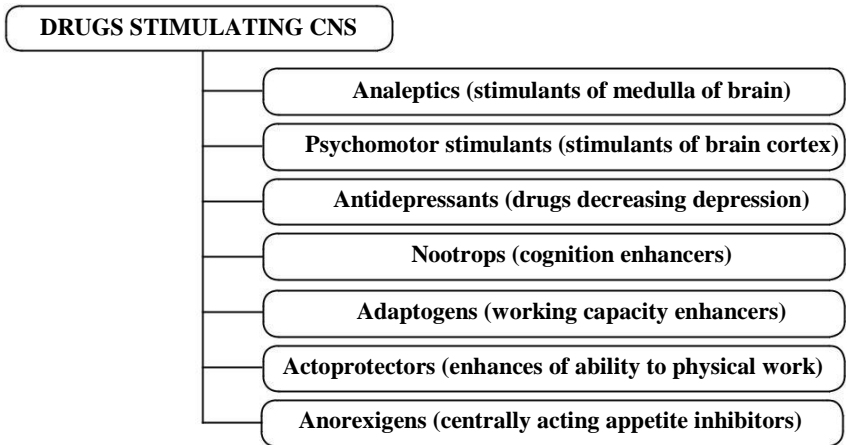 DRUGS STIMULATING CNS
Analeptics (stimulants of medulla of brain)
Psychomotor stimulants (stimulants of brain cortex)
Antidepressants (drugs decreasing depression)
Nootrops (cognition enhancers)
Adaptogens (working capacity enhancers)
Actoprotectors (enhances of ability to physical work)
Anorexigens (centrally acting appetite inhibitors)